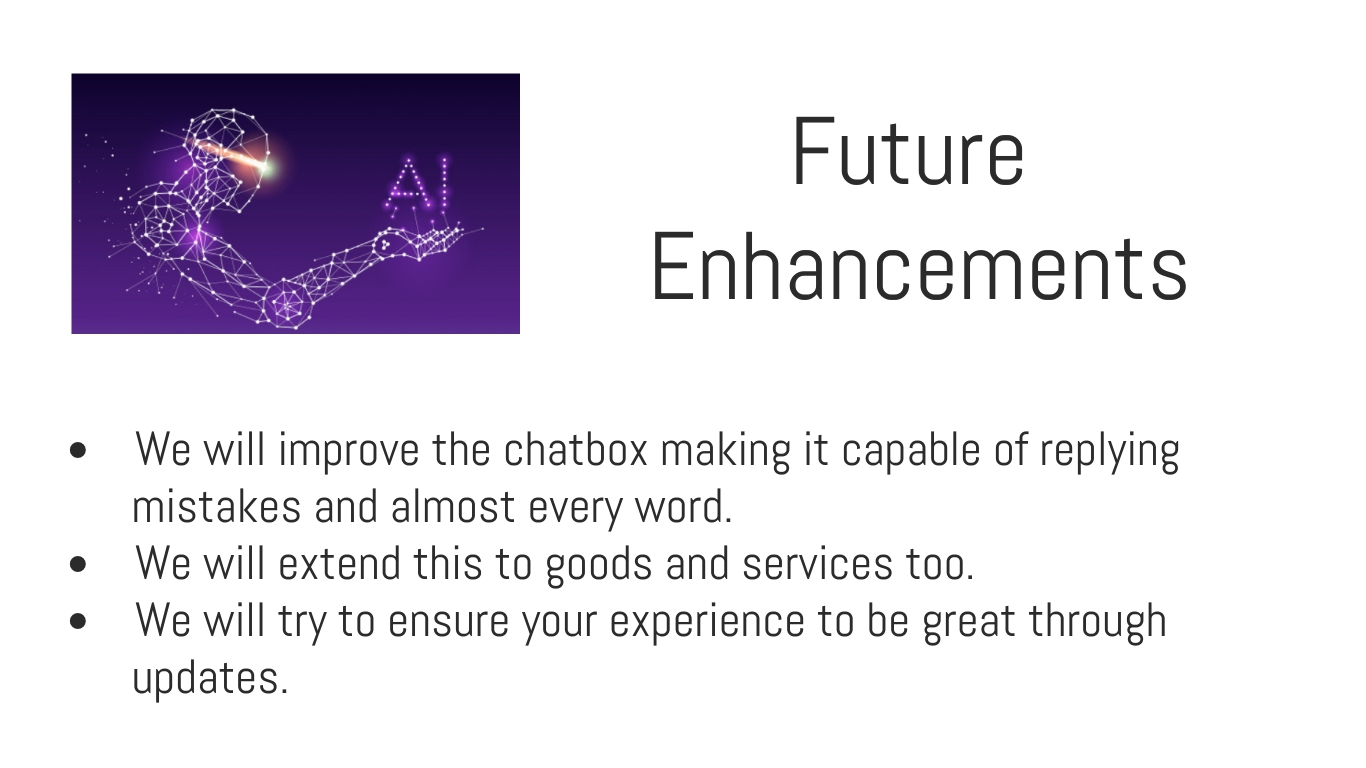 AI
Future
Enhancements
• We will improve the chatbox making it capable of replying
mistakes and almost every word.
• We will extend this to goods and services too.
• We will try to ensure your experience to be great through
updates.